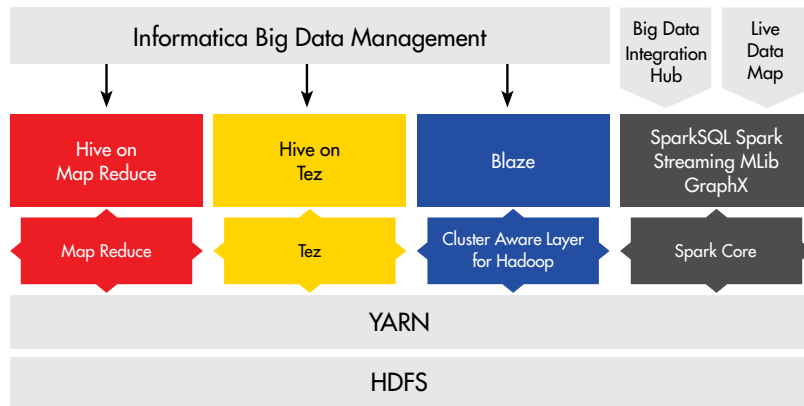 Informatica Big Data Management
Big Data
Integration
Hub
Live
Data
Map
Hive on
Map Reduce
Hive on
Tez
Blaze
SparkSQL Spark
Streaming MLib
GraphX
Map Reduce
Tez
Cluster Aware Layer
for Hadoop
Spark Core
YARN
HDFS